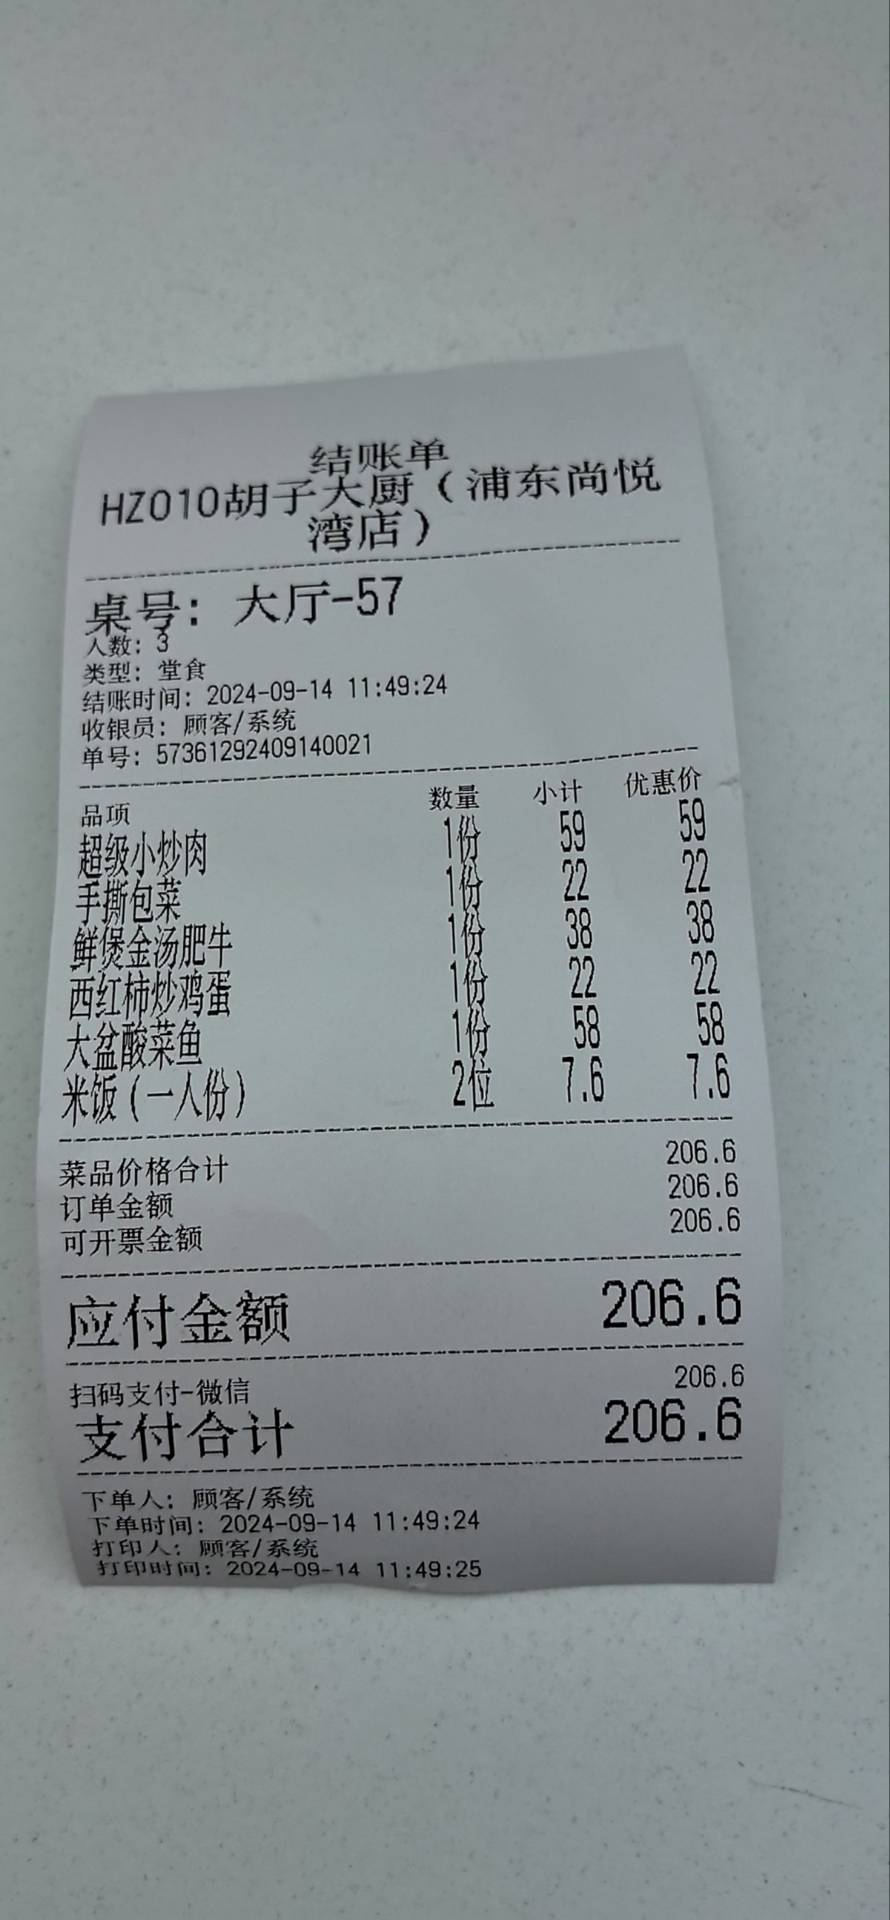 结账单
HZ010胡子大厨（浦东尚悦
湾店）
桌号：大厅-57
人数：3
类型：堂食
结账时间：2024-09-14 11:49:24
收银员：顾客/系统
单号：57361292409140021
品项 数量 小计 优惠价
超级小炒肉 1份 59 59
手撕包菜 1份 22 22
鲜煲金汤肥牛 1份 38 38
西红柿炒鸡蛋 1份 22 22
大盆酸菜鱼 1份 58 58
米饭（一人份） 2位 7.6 7.6
菜品价格合计 206.6
订单金额 206.6
可开票金额 206.6
应付金额 206.6
扫码支付-微信 206.6
支付合计 206.6
下单人：顾客/系统
下单时间：2024-09-14 11:49:24
打印人：顾客/系统
打印时间：2024-09-14 11:49:25